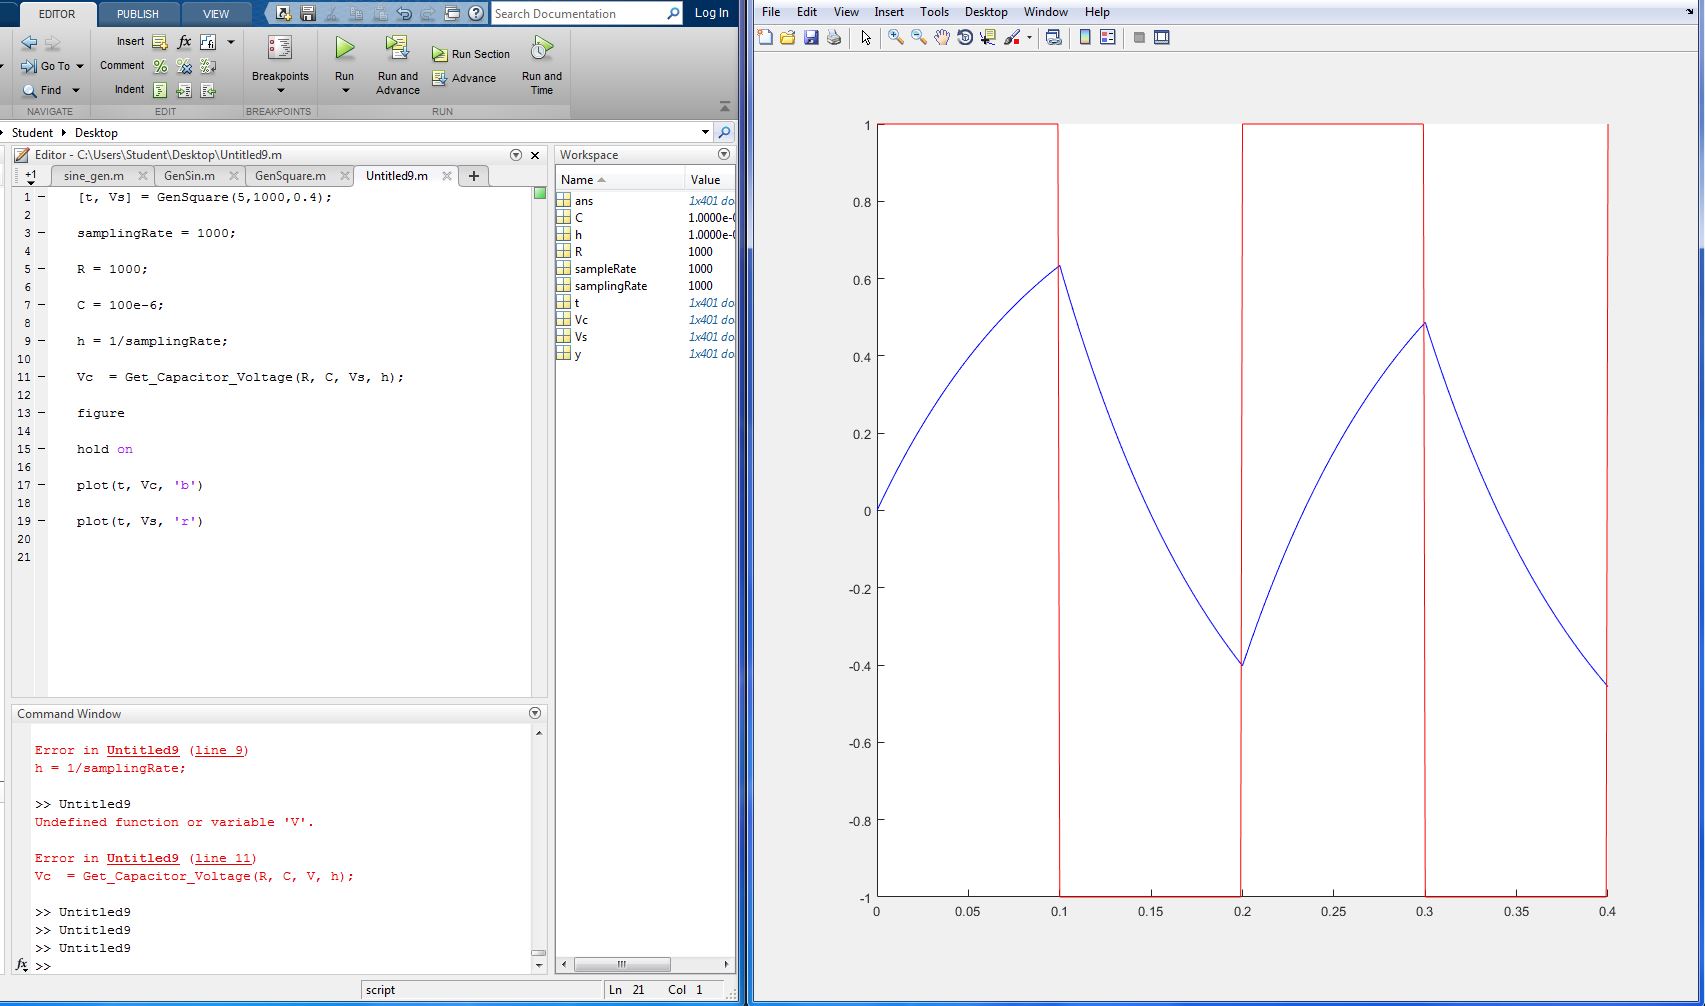 EDITOR PUBLISH VIEW Search Documentation Log In
Insert fx
Go To Comment
Find Indent
Breakpoints
Run
Run and Advance
Run Section
Advance
Run and Time
NAVIGATE EDIT BREAKPOINTS RUN
Student Desktop
Editor - C:\Users\Student\Desktop\Untitled9.m
+1 sine_gen.m GenSin.m GenSquare.m Untitled9.m +
1 – [t, Vs] = GenSquare(5,1000,0.4);
2
3 – samplingRate = 1000;
4
5 – R = 1000;
6
7 – C = 100e-6;
8
9 – h = 1/samplingRate;
10
11 – Vc  = Get_Capacitor_Voltage(R, C, Vs, h);
12
13 – figure
14
15 – hold on
16
17 – plot(t, Vc, 'b')
18
19 – plot(t, Vs, 'r')
20
21
Command Window
Error in Untitled9 (line 9)
h = 1/samplingRate;
>> Untitled9
Undefined function or variable 'V'.
Error in Untitled9 (line 11)
Vc  = Get_Capacitor_Voltage(R, C, V, h);
>> Untitled9
>> Untitled9
>> Untitled9
fx >>
script Ln 21 Col 1
Workspace
Name Value
ans 1x401 do
C 1.0000e-0
h 1.0000e-0
R 1000
sampleRate 1000
samplingRate 1000
t 1x401 do
Vc 1x401 do
Vs 1x401 do
y 1x401 do
File Edit View Insert Tools Desktop Window Help
1
0.8
0.6
0.4
0.2
0
-0.2
-0.4
-0.6
-0.8
-1
0 0.05 0.1 0.15 0.2 0.25 0.3 0.35 0.4